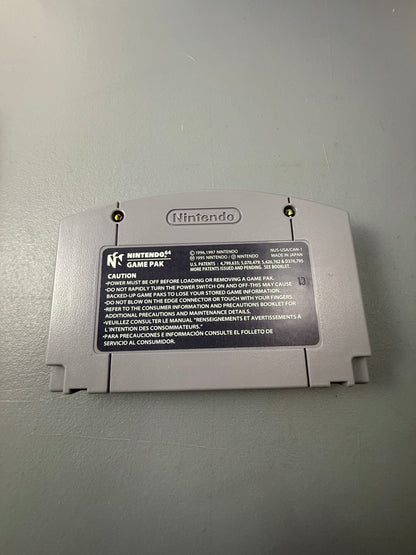 Nintendo
NINTENDO 64
GAME PAK
© 1996, 1997 NINTENDO
Ⓜ 1995 NINTENDO / Ⓓ NINTENDO
NUS-USA/CAN-1
MADE IN JAPAN
U.S. PATENTS 4,799,635; 5,070,479; 5,426,762 & D376,795
MORE PATENTS ISSUED AND PENDING. SEE BOOKLET.
13
CAUTION
•POWER MUST BE OFF BEFORE LOADING OR REMOVING A GAME PAK.
•DO NOT RAPIDLY TURN THE POWER SWITCH ON AND OFF-THIS MAY CAUSE
BACKED-UP GAME PAKS TO LOSE YOUR STORED GAME INFORMATION.
•DO NOT BLOW ON THE EDGE CONNECTOR OR TOUCH WITH YOUR FINGERS.
•REFER TO THE CONSUMER INFORMATION AND PRECAUTIONS BOOKLET FOR
ADDITIONAL PRECAUTIONS AND MAINTENANCE DETAILS.
•VEUILLEZ CONSULTER LE MANUEL "RENSEIGNEMENTS ET AVERTISSEMENTS À
L'INTENTION DES CONSOMMATEURS."
•PARA PRECAUCIONES E INFORMACIÓN CONSULTE EL FOLLETO DE
SERVICIO AL CONSUMIDOR.